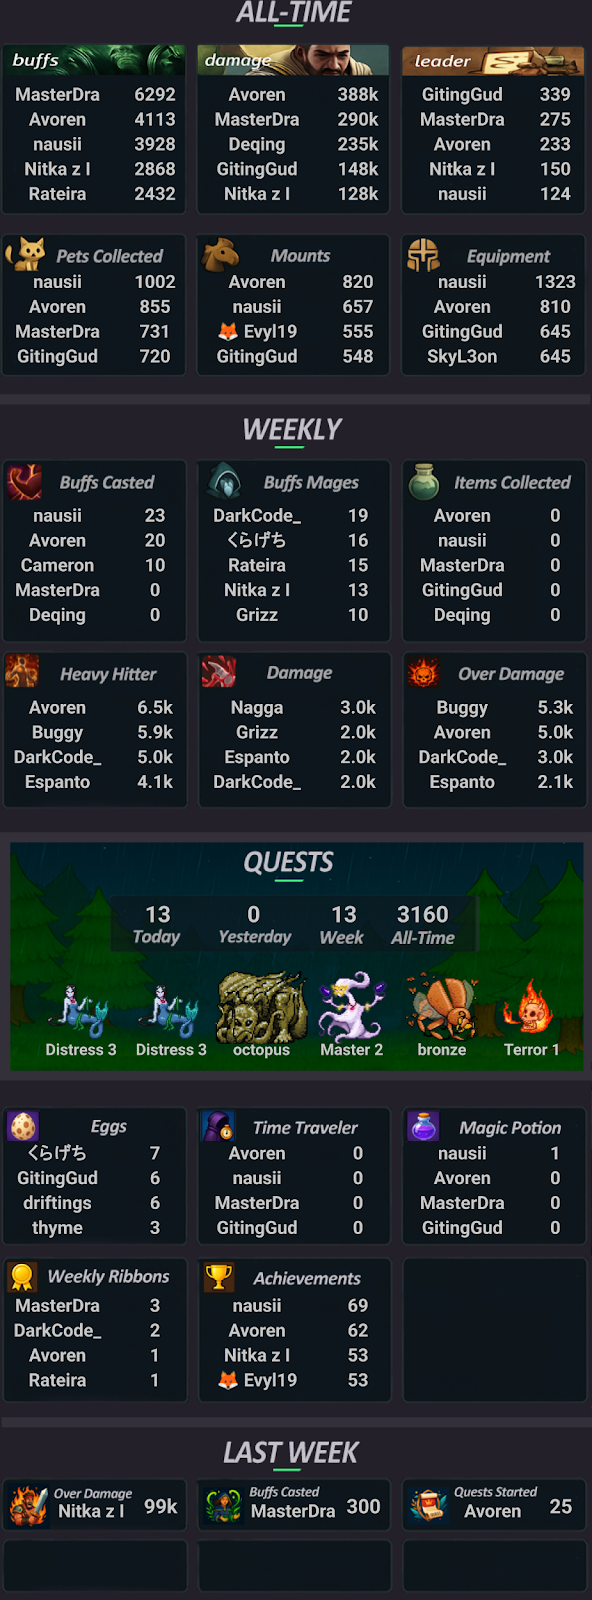 ALL-TIME
buffs
MasterDra 6292
Avoren 4113
nausii 3928
Nitka z I 2868
Rateira 2432
damage
Avoren 388k
MasterDra 290k
Deqing 235k
GitingGud 148k
Nitka z I 128k
leader
GitingGud 339
MasterDra 275
Avoren 233
Nitka z I 150
nausii 124
Pets Collected
nausii 1002
Avoren 855
MasterDra 731
GitingGud 720
Mounts
Avoren 820
nausii 657
🦊 Evyl19 555
GitingGud 548
Equipment
nausii 1323
Avoren 810
GitingGud 645
SkyL3on 645
WEEKLY
Buffs Casted
nausii 23
Avoren 20
Cameron 10
MasterDra 0
Deqing 0
Buffs Mages
DarkCode_ 19
くらげち 16
Rateira 15
Nitka z I 13
Grizz 10
Items Collected
Avoren 0
nausii 0
MasterDra 0
GitingGud 0
Deqing 0
Heavy Hitter
Avoren 6.5k
Buggy 5.9k
DarkCode_ 5.0k
Espanto 4.1k
Damage
Nagga 3.0k
Grizz 2.0k
Espanto 2.0k
DarkCode_ 2.0k
Over Damage
Buggy 5.3k
Avoren 5.0k
DarkCode_ 3.0k
Espanto 2.1k
QUESTS
13 0 13 3160
Today Yesterday Week All-Time
Distress 3 Distress 3 octopus Master 2 bronze Terror 1
Eggs
くらげち 7
GitingGud 6
driftings 6
thyme 3
Time Traveler
Avoren 0
nausii 0
MasterDra 0
GitingGud 0
Magic Potion
nausii 1
Avoren 0
MasterDra 0
GitingGud 0
Weekly Ribbons
MasterDra 3
DarkCode_ 2
Avoren 1
Rateira 1
Achievements
nausii 69
Avoren 62
Nitka z I 53
🦊 Evyl19 53
LAST WEEK
Over Damage
Nitka z I 99k
Buffs Casted
MasterDra 300
Quests Started
Avoren 25